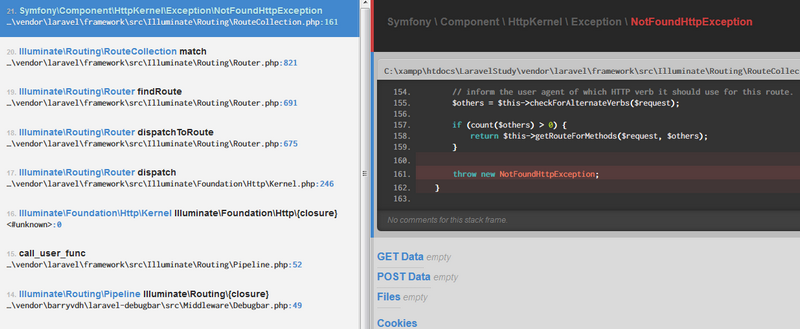 21. Symfony\Component\HttpKernel\Exception\NotFoundHttpException
…\vendor\laravel\framework\src\Illuminate\Routing\RouteCollection.php:161
20. Illuminate\Routing\RouteCollection match
…\vendor\laravel\framework\src\Illuminate\Routing\Router.php:821
19. Illuminate\Routing\Router findRoute
…\vendor\laravel\framework\src\Illuminate\Routing\Router.php:691
18. Illuminate\Routing\Router dispatchToRoute
…\vendor\laravel\framework\src\Illuminate\Routing\Router.php:675
17. Illuminate\Routing\Router dispatch
…\vendor\laravel\framework\src\Illuminate\Foundation\Http\Kernel.php:246
16. Illuminate\Foundation\Http\Kernel Illuminate\Foundation\Http\{closure}
<#unknown>:0
15. call_user_func
…\vendor\laravel\framework\src\Illuminate\Routing\Pipeline.php:52
14. Illuminate\Routing\Pipeline Illuminate\Routing\{closure}
…\vendor\barryvdh\laravel-debugbar\src\Middleware\Debugbar.php:49
Symfony \ Component \ HttpKernel \ Exception \ NotFoundHttpException
C:\xampp\htdocs\LaravelStudy\vendor\laravel\framework\src\Illuminate\Routing\RouteCollec
154. // inform the user agent of which HTTP verb it should use for this route.
155. $others = $this->checkForAlternateVerbs($request);
156.
157. if (count($others) > 0) {
158. return $this->getRouteForMethods($request, $others);
159. }
160.
161. throw new NotFoundHttpException;
162. }
163.
No comments for this stack frame.
GET Data empty
POST Data empty
Files empty
Cookies